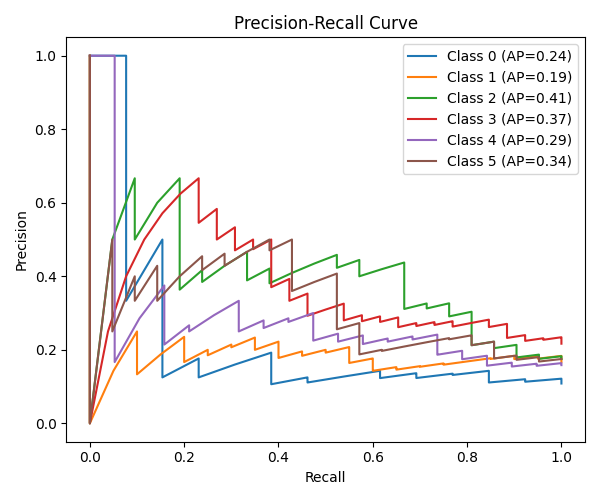 Precision-Recall Curve
Precision
1.0
0.8
0.6
0.4
0.2
0.0
Class 0 (AP=0.24)
Class 1 (AP=0.19)
Class 2 (AP=0.41)
Class 3 (AP=0.37)
Class 4 (AP=0.29)
Class 5 (AP=0.34)
0.0 0.2 0.4 0.6 0.8 1.0
Recall